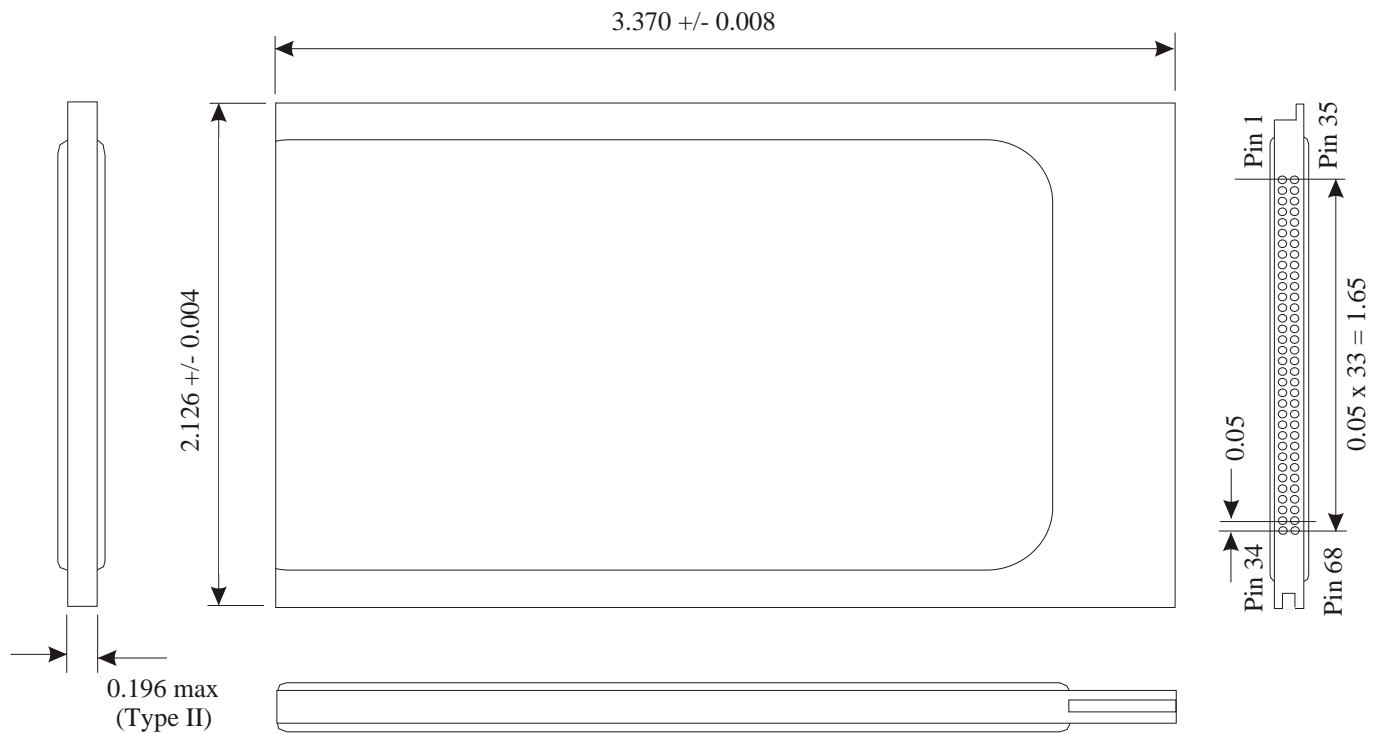 3.370 +/- 0.008
2.126 +/- 0.004
Pin 1
Pin 35
0.05
0.05 x 33 = 1.65
Pin 34
Pin 68
0.196 max
(Type II)